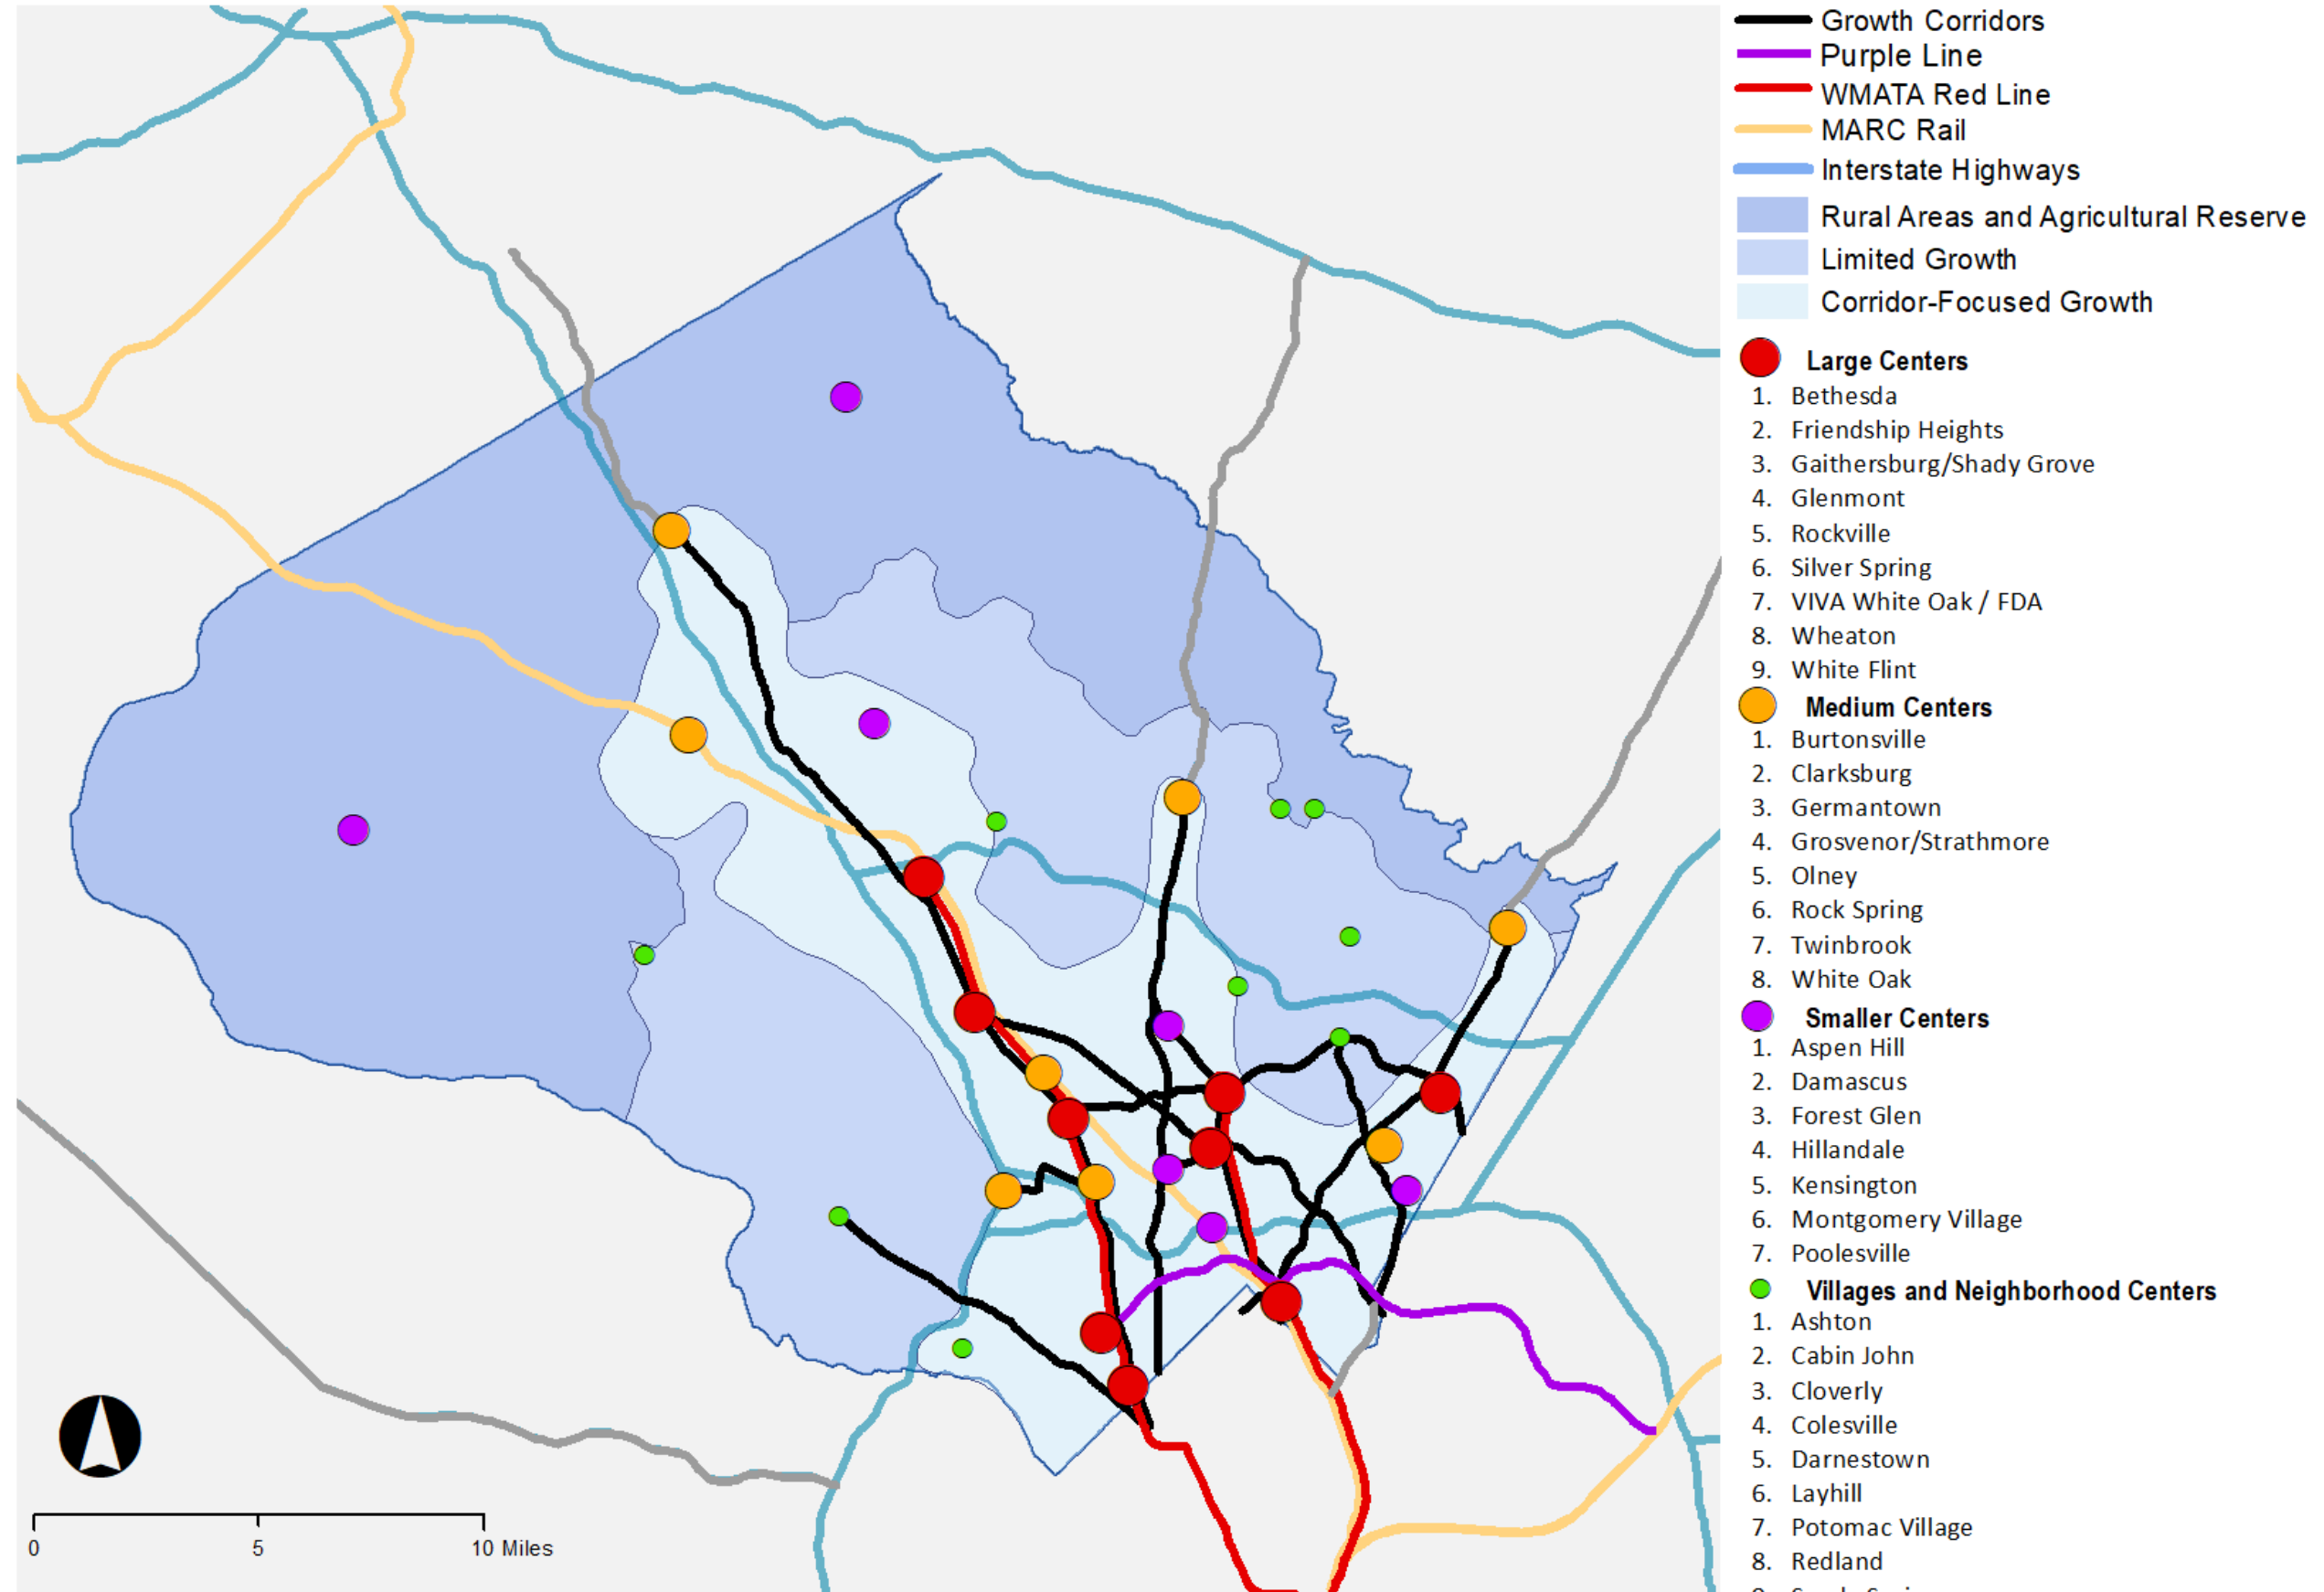 Growth Corridors
Purple Line
WMATA Red Line
MARC Rail
Interstate Highways
Rural Areas and Agricultural Reserve
Limited Growth
Corridor-Focused Growth
Large Centers
1. Bethesda
2. Friendship Heights
3. Gaithersburg/Shady Grove
4. Glenmont
5. Rockville
6. Silver Spring
7. VIVA White Oak / FDA
8. Wheaton
9. White Flint
Medium Centers
1. Burtonsville
2. Clarksburg
3. Germantown
4. Grosvenor/Strathmore
5. Olney
6. Rock Spring
7. Twinbrook
8. White Oak
Smaller Centers
1. Aspen Hill
2. Damascus
3. Forest Glen
4. Hillandale
5. Kensington
6. Montgomery Village
7. Poolesville
Villages and Neighborhood Centers
1. Ashton
2. Cabin John
3. Cloverly
4. Colesville
5. Darnestown
6. Layhill
7. Potomac Village
8. Redland
0 5 10 Miles